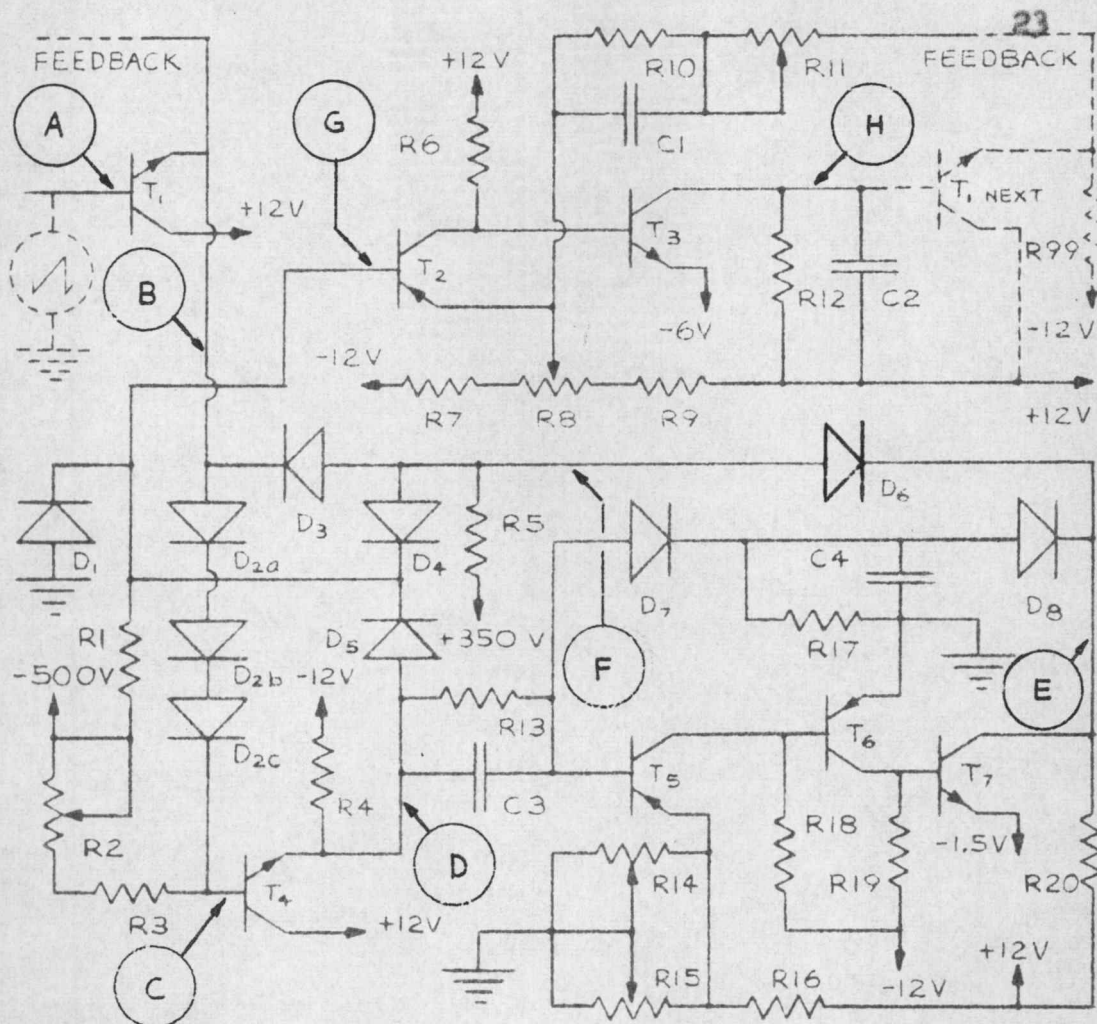 23
FEEDBACK
+12V
R10
R11
FEEDBACK
A
G
R6
C1
H
T₁
+12V
T₂
T₃
T₁ NEXT
R99
B
R12
C2
-6V
-12V
-12V
R7
R8
R9
+12V
D₁
D2a
D₃
D₄
R5
D₆
C4
D₇
D8
R1
+350V
R17
-500V
D2b
-12V
D₅
F
E
R13
D2c
T₆
R4
C3
T₅
T₇
R2
D
R18
-1.5V
R14
R19
R20
R3
T₄
+12V
+12V
C
R15
R16
-12V